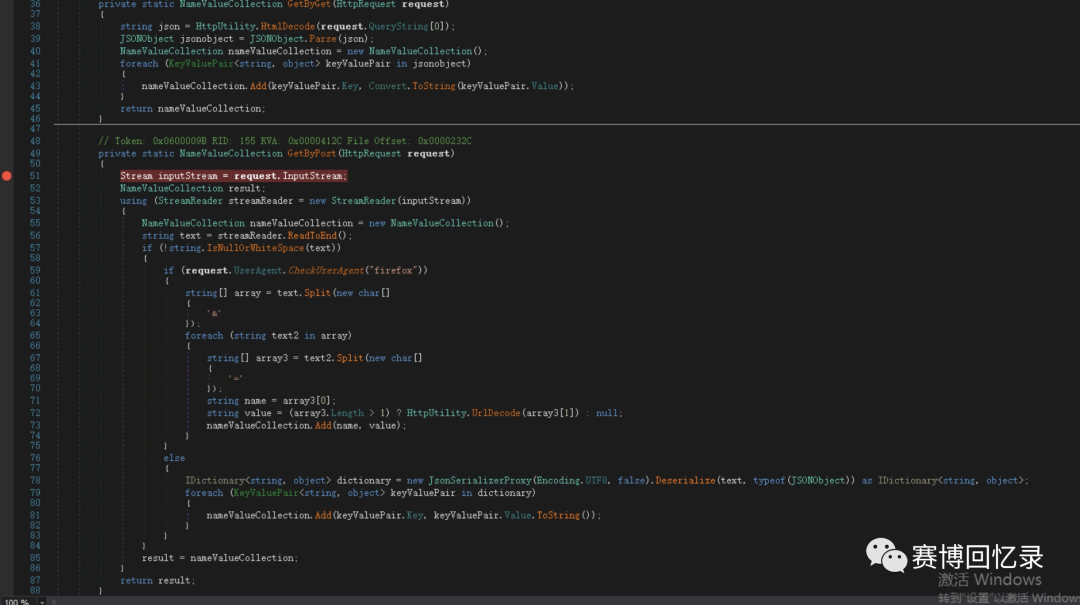 36 private static NameValueCollection GetByGet(HttpRequest request)
37 {
38 string json = HttpUtility.HtmlDecode(request.QueryString[0]);
39 JSONObject jsonobject = JSONObject.Parse(json);
40 NameValueCollection nameValueCollection = new NameValueCollection();
41 foreach (KeyValuePair<string, object> keyValuePair in jsonobject)
42 {
43 nameValueCollection.Add(keyValuePair.Key, Convert.ToString(keyValuePair.Value));
44 }
45 return nameValueCollection;
46 }
47
48 // Token: 0x0600009B RID: 155 RVA: 0x0000412C File Offset: 0x0000232C
49 private static NameValueCollection GetByPost(HttpRequest request)
50 {
51 Stream inputStream = request.InputStream;
52 NameValueCollection result;
53 using (StreamReader streamReader = new StreamReader(inputStream))
54 {
55 NameValueCollection nameValueCollection = new NameValueCollection();
56 string text = streamReader.ReadToEnd();
57 if (!string.IsNullOrWhiteSpace(text))
58 {
59 if (request.UserAgent.CheckUserAgent("firefox"))
60 {
61 string[] array = text.Split(new char[]
62 {
63 '&'
64 });
65 foreach (string text2 in array)
66 {
67 string[] array3 = text2.Split(new char[]
68 {
69 '='
70 });
71 string name = array3[0];
72 string value = (array3.Length > 1) ? HttpUtility.UrlDecode(array3[1]) : null;
73 nameValueCollection.Add(name, value);
74 }
75 }
76 else
77 {
78 IDictionary<string, object> dictionary = new JsonSerializerProxy(Encoding.UTF8, false).Deserialize(text, typeof(JSONObject)) as IDictionary<string, object>;
79 foreach (KeyValuePair<string, object> keyValuePair in dictionary)
80 {
81 nameValueCollection.Add(keyValuePair.Key, keyValuePair.Value.ToString());
82 }
83 }
84 }
85 result = nameValueCollection;
86 }
87 return result;
88 }
赛博回忆录
激活 Windows
转到"设置"以激活 Windows
100 %